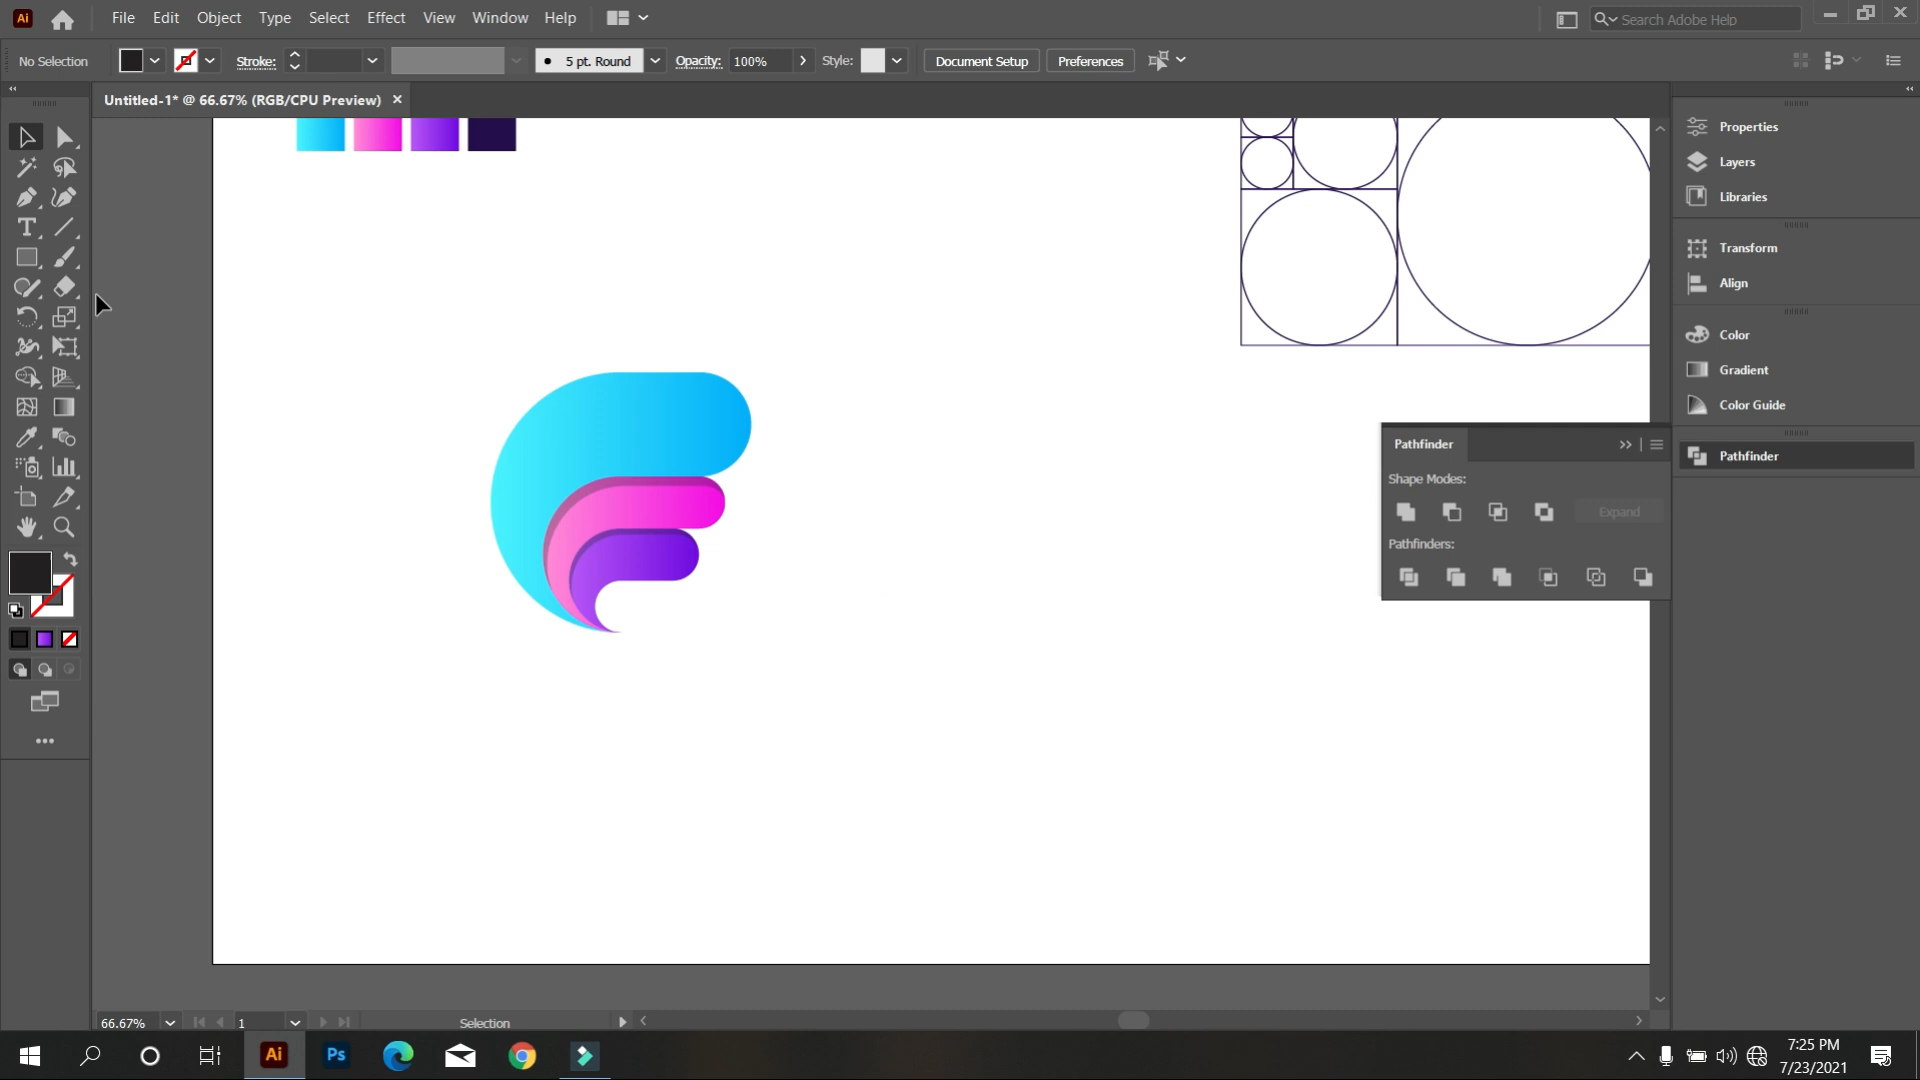 Ai File Edit Object Type Select Effect View Window Help Search Adobe Help
No Selection Stroke: 5 pt. Round Opacity: 100% Style: Document Setup Preferences
Untitled-1* @ 66.67% (RGB/CPU Preview)
Properties
Layers
Libraries
Transform
Align
Color
Gradient
Color Guide
Pathfinder
Pathfinder
Shape Modes:
Expand
Pathfinders:
66.67% 1 Selection
Ai Ps 7:25 PM
7/23/2021